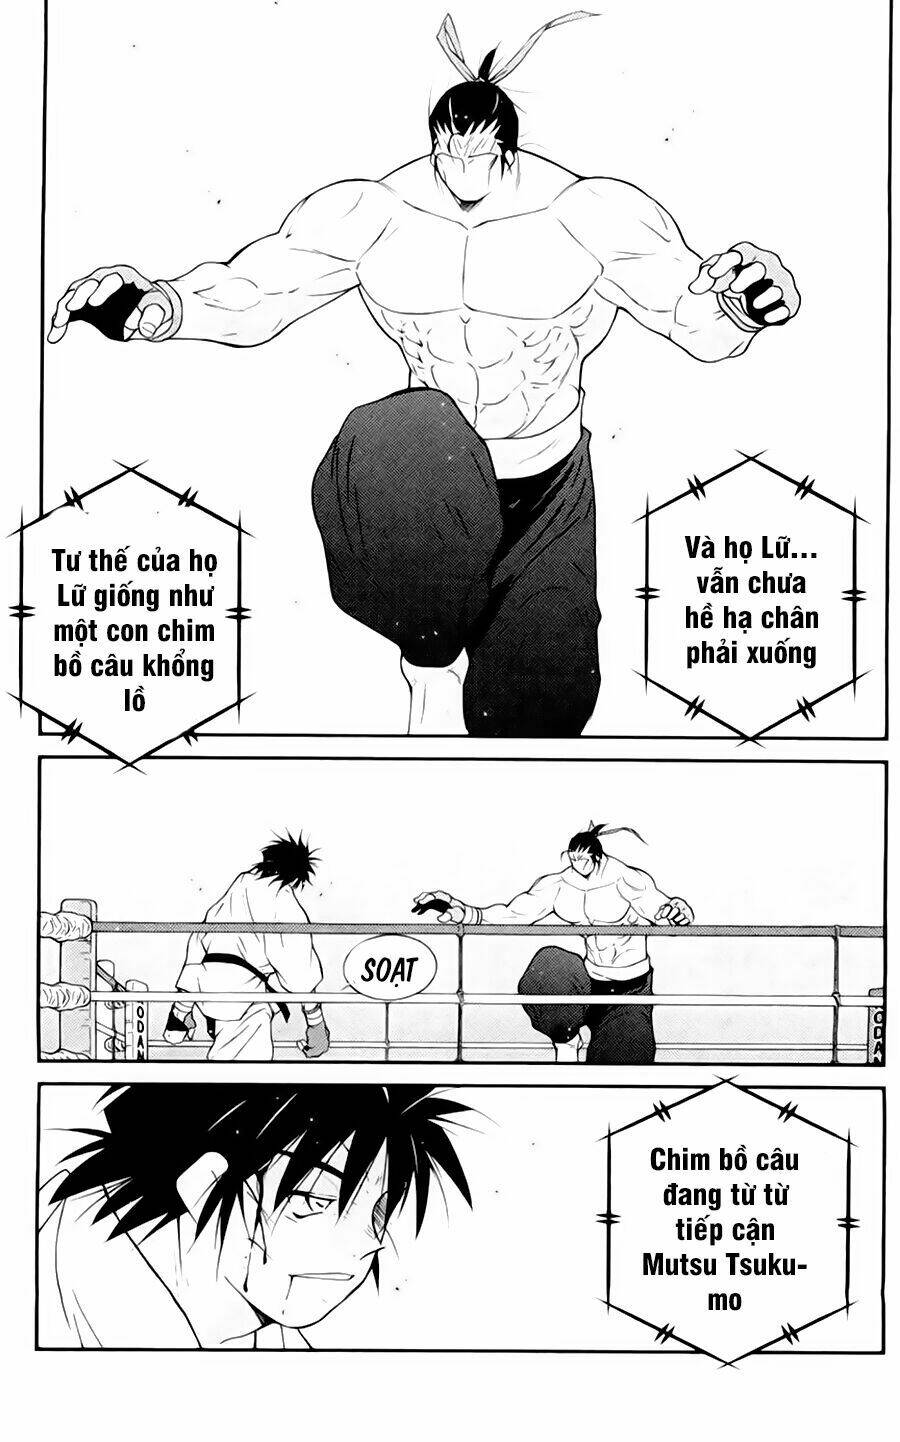 Và họ Lữ...
vẫn chưa
hề hạ chân
phải xuống
Tư thế của họ
Lữ giống như
một con chim
bồ câu khổng
lồ
SOẠT
ODAN
ODAN
Chim bồ câu
đang từ từ
tiếp cận
Mutsu Tsuku-
mo